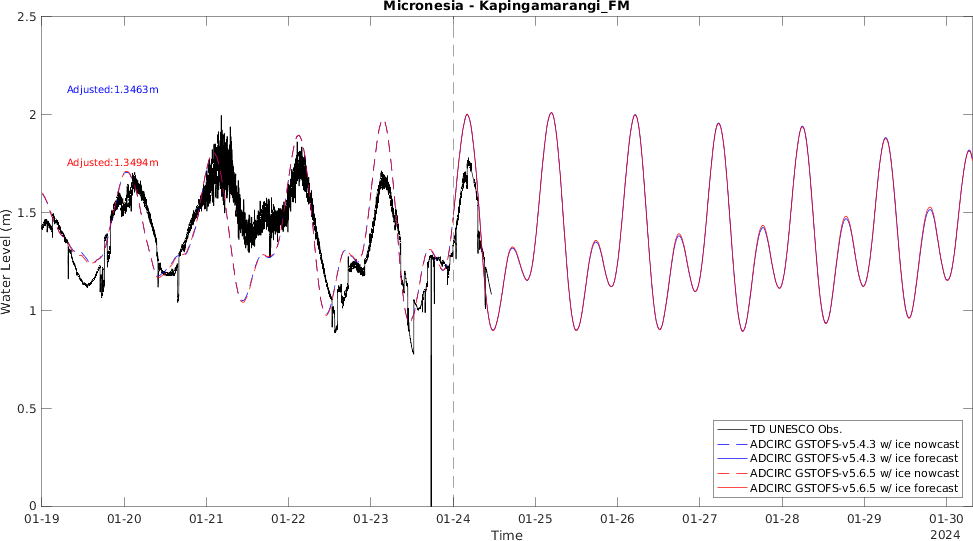 Micronesia - Kapingamarangi_FM
2.5
2
1.5
1
0.5
0
Water Level (m)
Adjusted:1.3463m
Adjusted:1.3494m
TD UNESCO Obs.
ADCIRC GSTOFS-v5.4.3 w/ ice nowcast
ADCIRC GSTOFS-v5.4.3 w/ ice forecast
ADCIRC GSTOFS-v5.6.5 w/ ice nowcast
ADCIRC GSTOFS-v5.6.5 w/ ice forecast
01-19 01-20 01-21 01-22 01-23 01-24 01-25 01-26 01-27 01-28 01-29 01-30
2024
Time